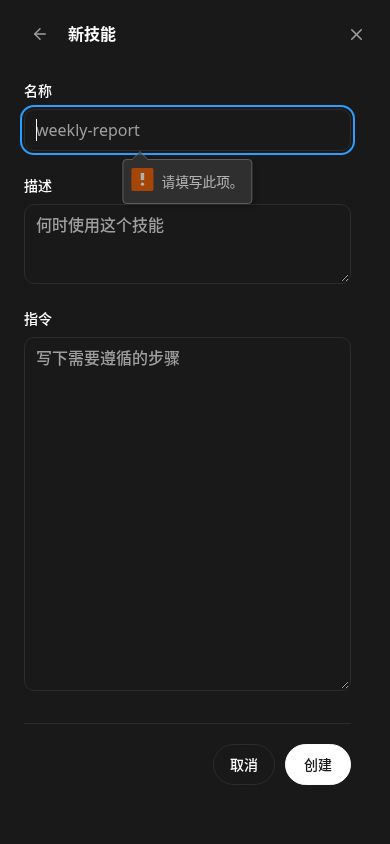 新技能
名称
weekly-report
请填写此项。
描述
何时使用这个技能
指令
写下需要遵循的步骤
取消
创建